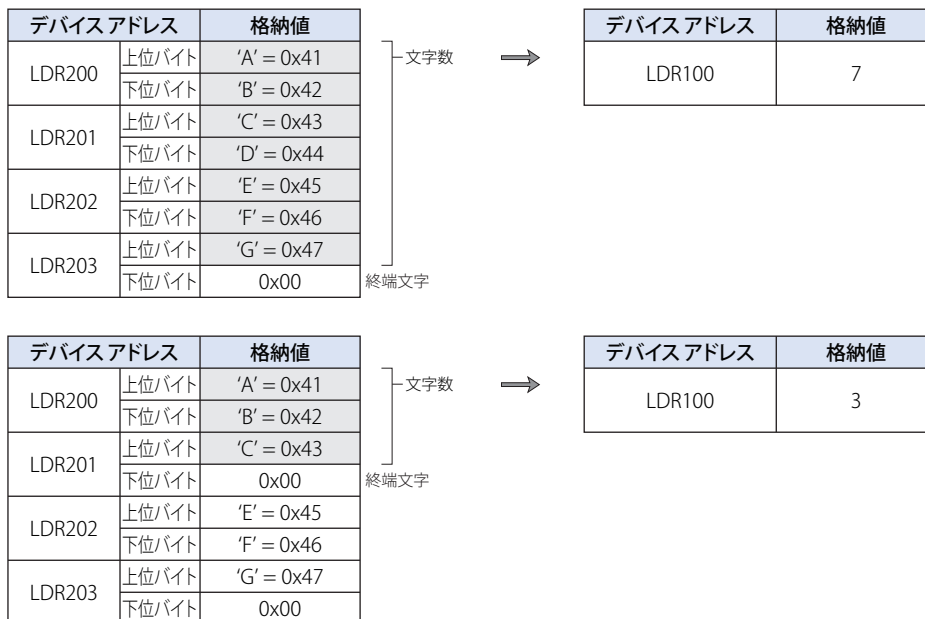 デバイス アドレス 格納値 デバイス アドレス 格納値
LDR200 上位バイト ‘A’ = 0x41 文字数 LDR100 7
下位バイト ‘B’ = 0x42
LDR201 上位バイト ‘C’ = 0x43
下位バイト ‘D’ = 0x44
LDR202 上位バイト ‘E’ = 0x45
下位バイト ‘F’ = 0x46
LDR203 上位バイト ‘G’ = 0x47
下位バイト 0x00 終端文字
デバイス アドレス 格納値 デバイス アドレス 格納値
LDR200 上位バイト ‘A’ = 0x41 文字数 LDR100 3
下位バイト ‘B’ = 0x42
LDR201 上位バイト ‘C’ = 0x43
下位バイト 0x00 終端文字
LDR202 上位バイト ‘E’ = 0x45
下位バイト ‘F’ = 0x46
LDR203 上位バイト ‘G’ = 0x47
下位バイト 0x00